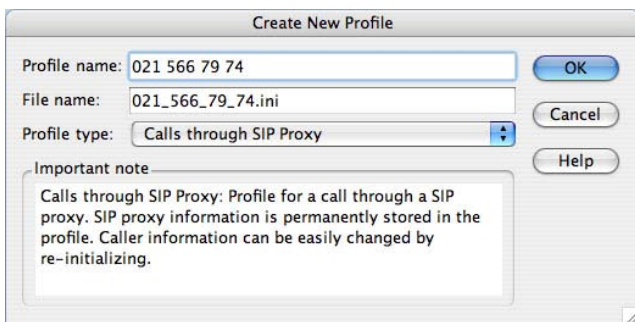 Create New Profile
Profile name: 021 566 79 74
OK
File name: 021_566_79_74.ini
Cancel
Profile type: Calls through SIP Proxy
Help
Important note
Calls through SIP Proxy: Profile for a call through a SIP
proxy. SIP proxy information is permanently stored in the
profile. Caller information can be easily changed by
re-initializing.